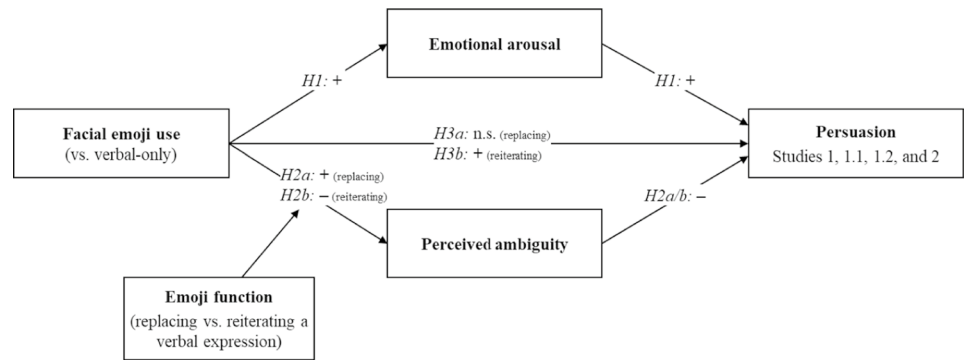 Emotional arousal
H1: +
H1: +
Facial emoji use
(vs. verbal-only)
H3a: n.s. (replacing)
H3b: + (reiterating)
Persuasion
Studies 1, 1.1, 1.2, and 2
H2a: + (replacing)
H2b: – (reiterating)
H2a/b: –
Perceived ambiguity
Emoji function
(replacing vs. reiterating a
verbal expression)